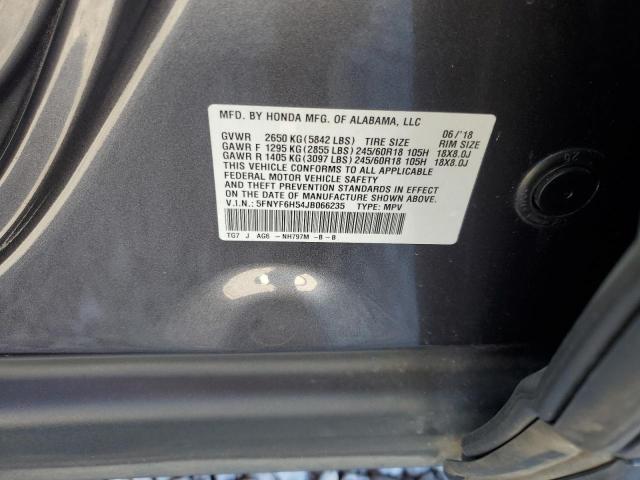 MFD. BY HONDA MFG. OF ALABAMA, LLC 06/'18
GVWR 2650 KG (5842 LBS) TIRE SIZE RIM SIZE
GAWR F 1295 KG (2855 LBS) 245/60R18 105H 18X8.0J
GAWR R 1405 KG (3097 LBS) 245/60R18 105H 18X8.0J
THIS VEHICLE CONFORMS TO ALL APPLICABLE
FEDERAL MOTOR VEHICLE SAFETY
AND THEFT PREVENTION STANDARDS IN EFFECT
ON THE DATE OF MANUFACTURE SHOWN ABOVE.
V.I.N.: 5FNYF6H54JB066235 TYPE: MPV
TG7 J AG6 -NH797M -B -B